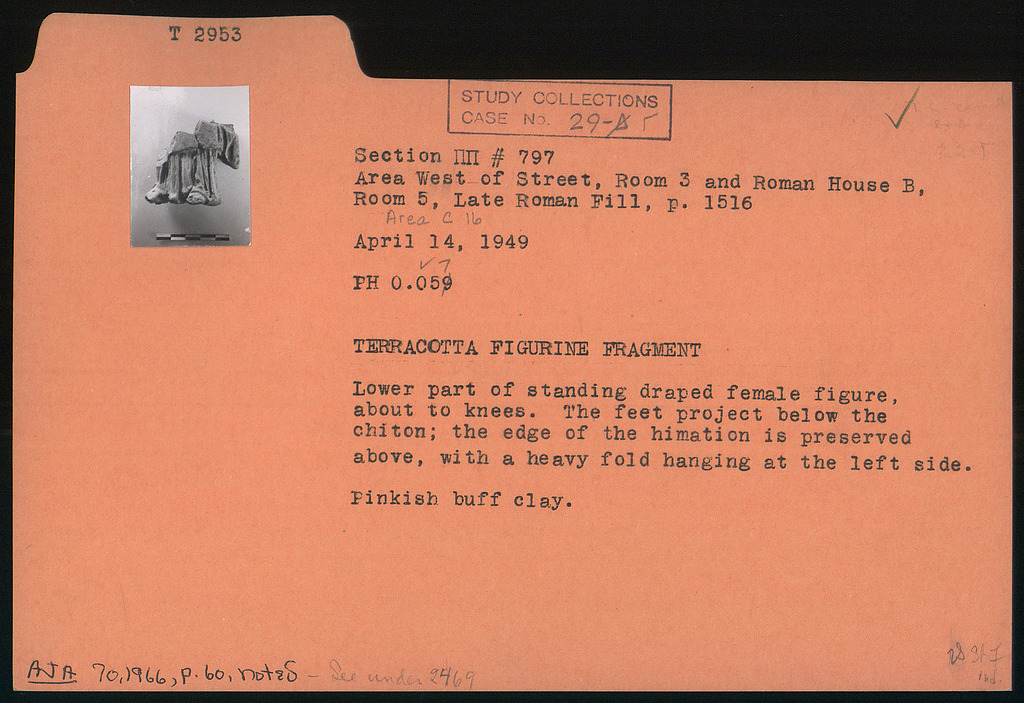 T 2953
STUDY COLLECTIONS
CASE No. 29-
Section ΠΠ # 797
Area West of Street, Room 3 and Roman House B,
Room 5, Late Roman Fill, p. 1516
Area C 16
April 14, 1949
✓ 7
PH 0.059
TERRACOTTA FIGURINE FRAGMENT
Lower part of standing draped female figure,
about to knees. The feet project below the
chiton; the edge of the himation is preserved
above, with a heavy fold hanging at the left side.
Pinkish buff clay.
AJA 70, 1966, p. 60, - See under 2469